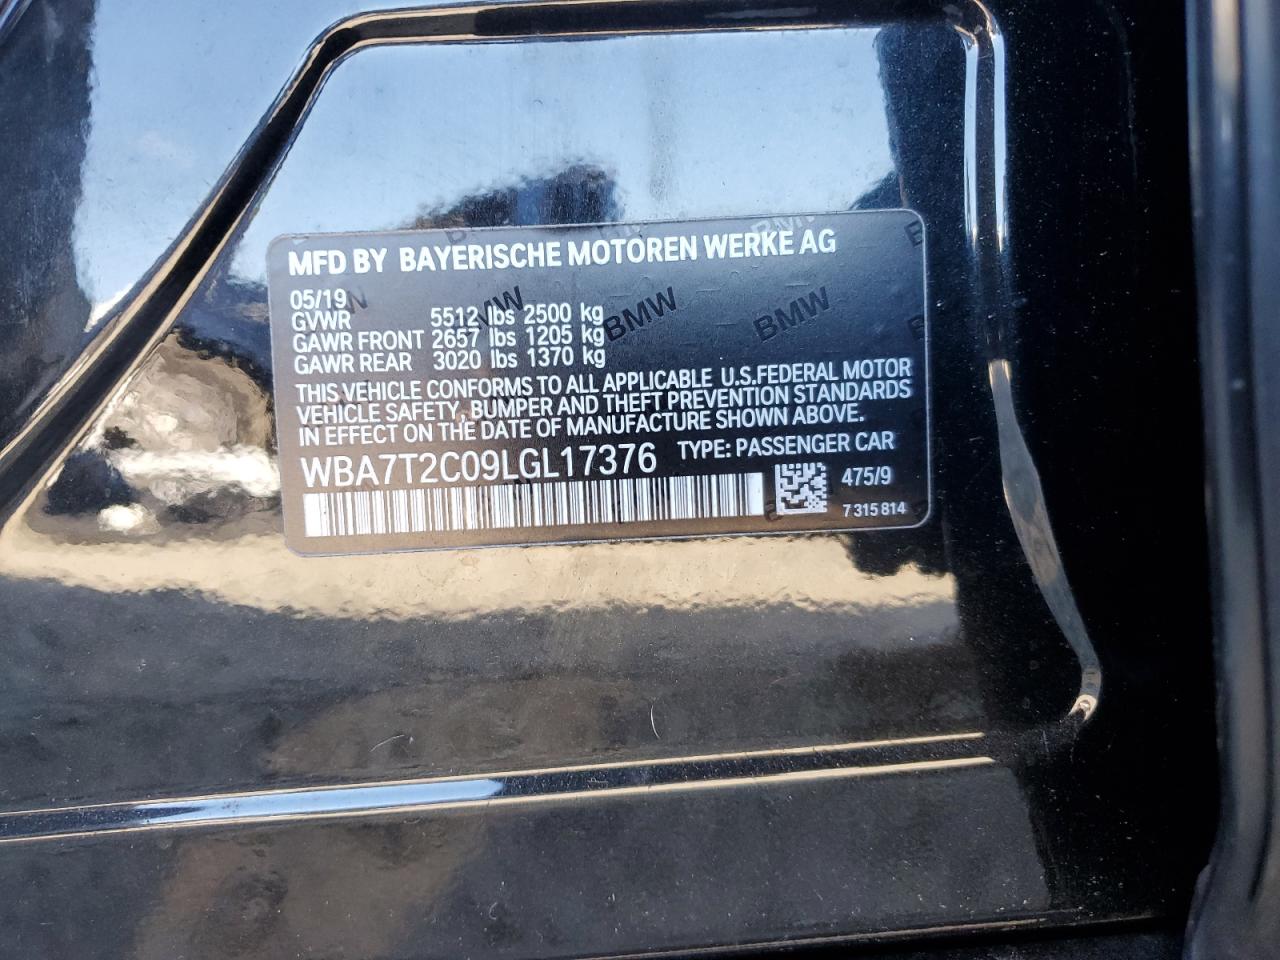 MFD BY BAYERISCHE MOTOREN WERKE AG
05/19
GVWR 5512 lbs 2500 kg
GAWR FRONT 2657 lbs 1205 kg
GAWR REAR 3020 lbs 1370 kg
THIS VEHICLE CONFORMS TO ALL APPLICABLE U.S.FEDERAL MOTOR
VEHICLE SAFETY, BUMPER AND THEFT PREVENTION STANDARDS
IN EFFECT ON THE DATE OF MANUFACTURE SHOWN ABOVE.
WBA7T2C09LGL17376 TYPE: PASSENGER CAR
475/9
7 315 814
BMW
BMW
BMW